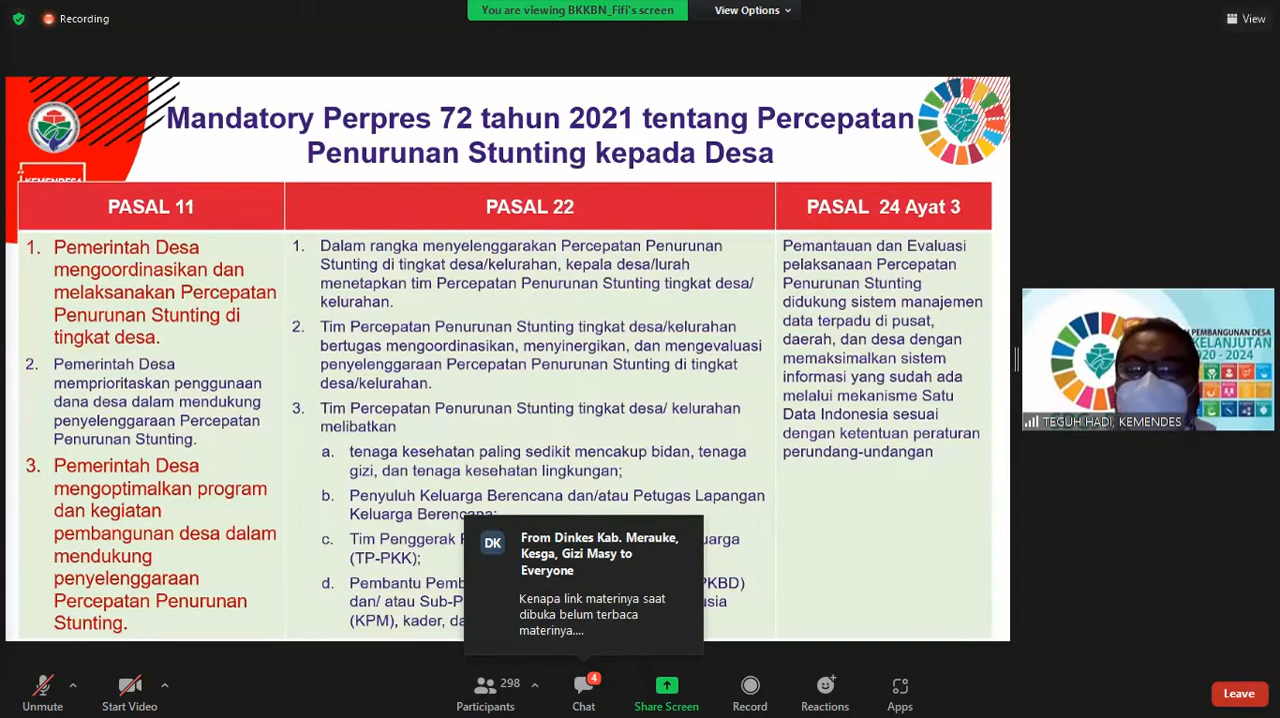 Recording
You are viewing BKKBN_Fifi's screen
View Options
View
Mandatory Perpres 72 tahun 2021 tentang Percepatan
Penurunan Stunting kepada Desa
KEMENDESA
PASAL 11
1. Pemerintah Desa
mengoordinasikan dan
melaksanakan Percepatan
Penurunan Stunting di
tingkat desa.
2. Pemerintah Desa
memprioritaskan penggunaan
dana desa dalam mendukung
penyelenggaraan Percepatan
Penurunan Stunting.
3. Pemerintah Desa
mengoptimalkan program
dan kegiatan
pembangunan desa dalam
mendukung
penyelenggaraan
Percepatan Penurunan
Stunting.
PASAL 22
1. Dalam rangka menyelenggarakan Percepatan Penurunan
Stunting di tingkat desa/kelurahan, kepala desa/lurah
menetapkan tim Percepatan Penurunan Stunting tingkat desa/
kelurahan.
2. Tim Percepatan Penurunan Stunting tingkat desa/kelurahan
bertugas mengoordinasikan, menyinergikan, dan mengevaluasi
penyelenggaraan Percepatan Penurunan Stunting di tingkat
desa/kelurahan.
3. Tim Percepatan Penurunan Stunting tingkat desa/ kelurahan
melibatkan
a. tenaga kesehatan paling sedikit mencakup bidan, tenaga
gizi, dan tenaga kesehatan lingkungan;
b. Penyuluh Keluarga Berencana dan/atau Petugas Lapangan
Keluarga Berencana;
c. Tim Penggerak
(TP-PKK);
d. Pembantu
dan/ atau
(KPM), kader,
PASAL 24 Ayat 3
Pemantauan dan Evaluasi
pelaksanaan Percepatan
Penurunan Stunting
didukung sistem manajemen
data terpadu di pusat,
daerah, dan desa dengan
memaksimalkan sistem
informasi yang sudah ada
melalui mekanisme Satu
Data Indonesia sesuai
dengan ketentuan peraturan
perundang-undangan
PEMBANGUNAN DESA
2020 - 2024
TEGUH HADI, KEMENDES
DK
From Dinkes Kab. Merauke,
Kesga, Gizi Masy to
Everyone
Kenapa link materinya saat
dibuka belum terbaca
materinya....
Unmute
Start Video
298
Participants
4
Chat
Share Screen
Record
Reactions
Apps
Leave